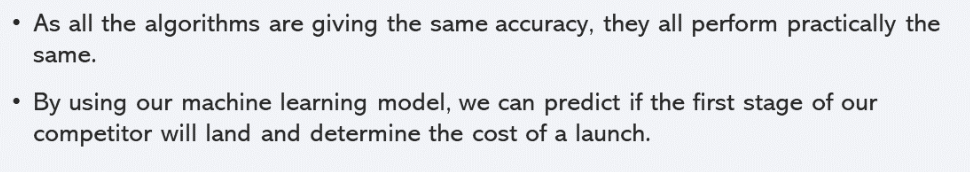 • As all the algorithms are giving the same accuracy, they all perform practically the
same.
• By using our machine learning model, we can predict if the first stage of our
competitor will land and determine the cost of a launch.